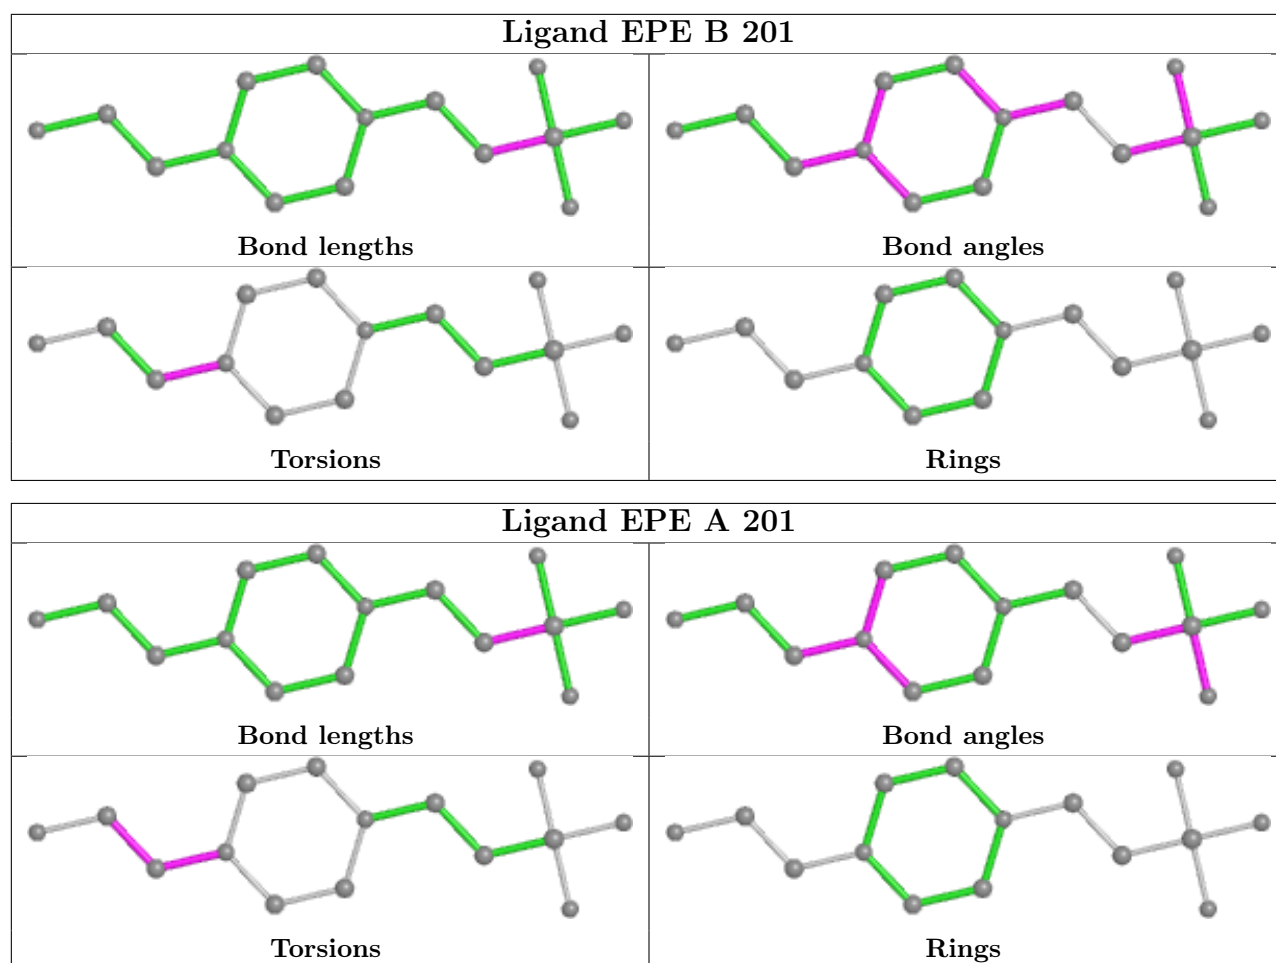 Ligand EPE B 201
Bond lengths
Bond angles
Torsions
Rings
Ligand EPE A 201
Bond lengths
Bond angles
Torsions
Rings